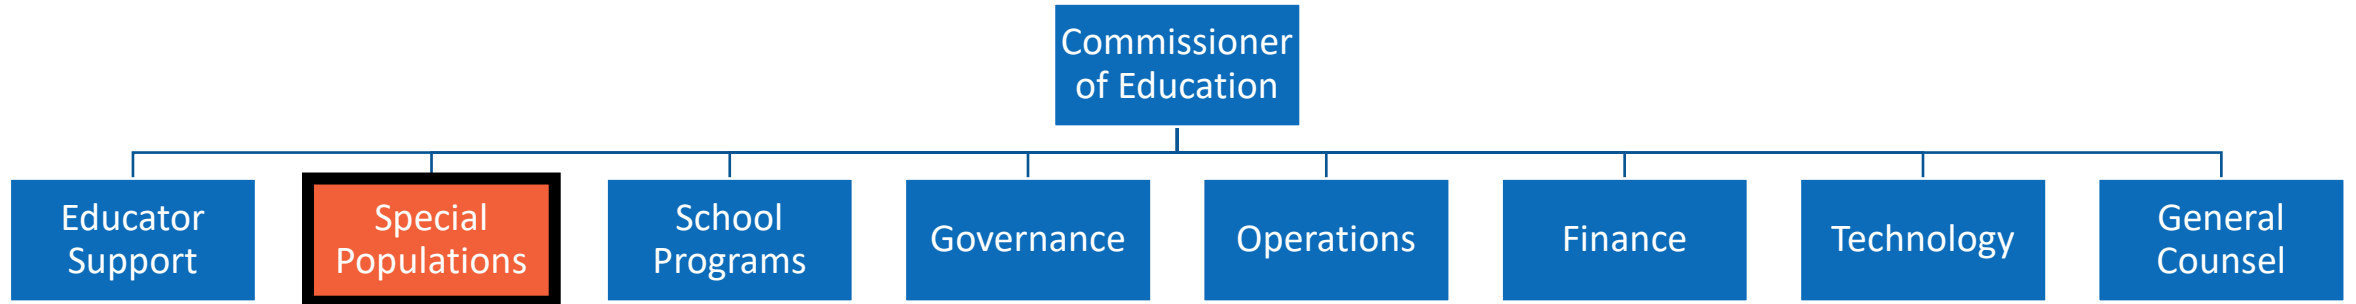 Commissioner
of Education
Educator
Support
Special
Populations
School
Programs
Governance
Operations
Finance
Technology
General
Counsel